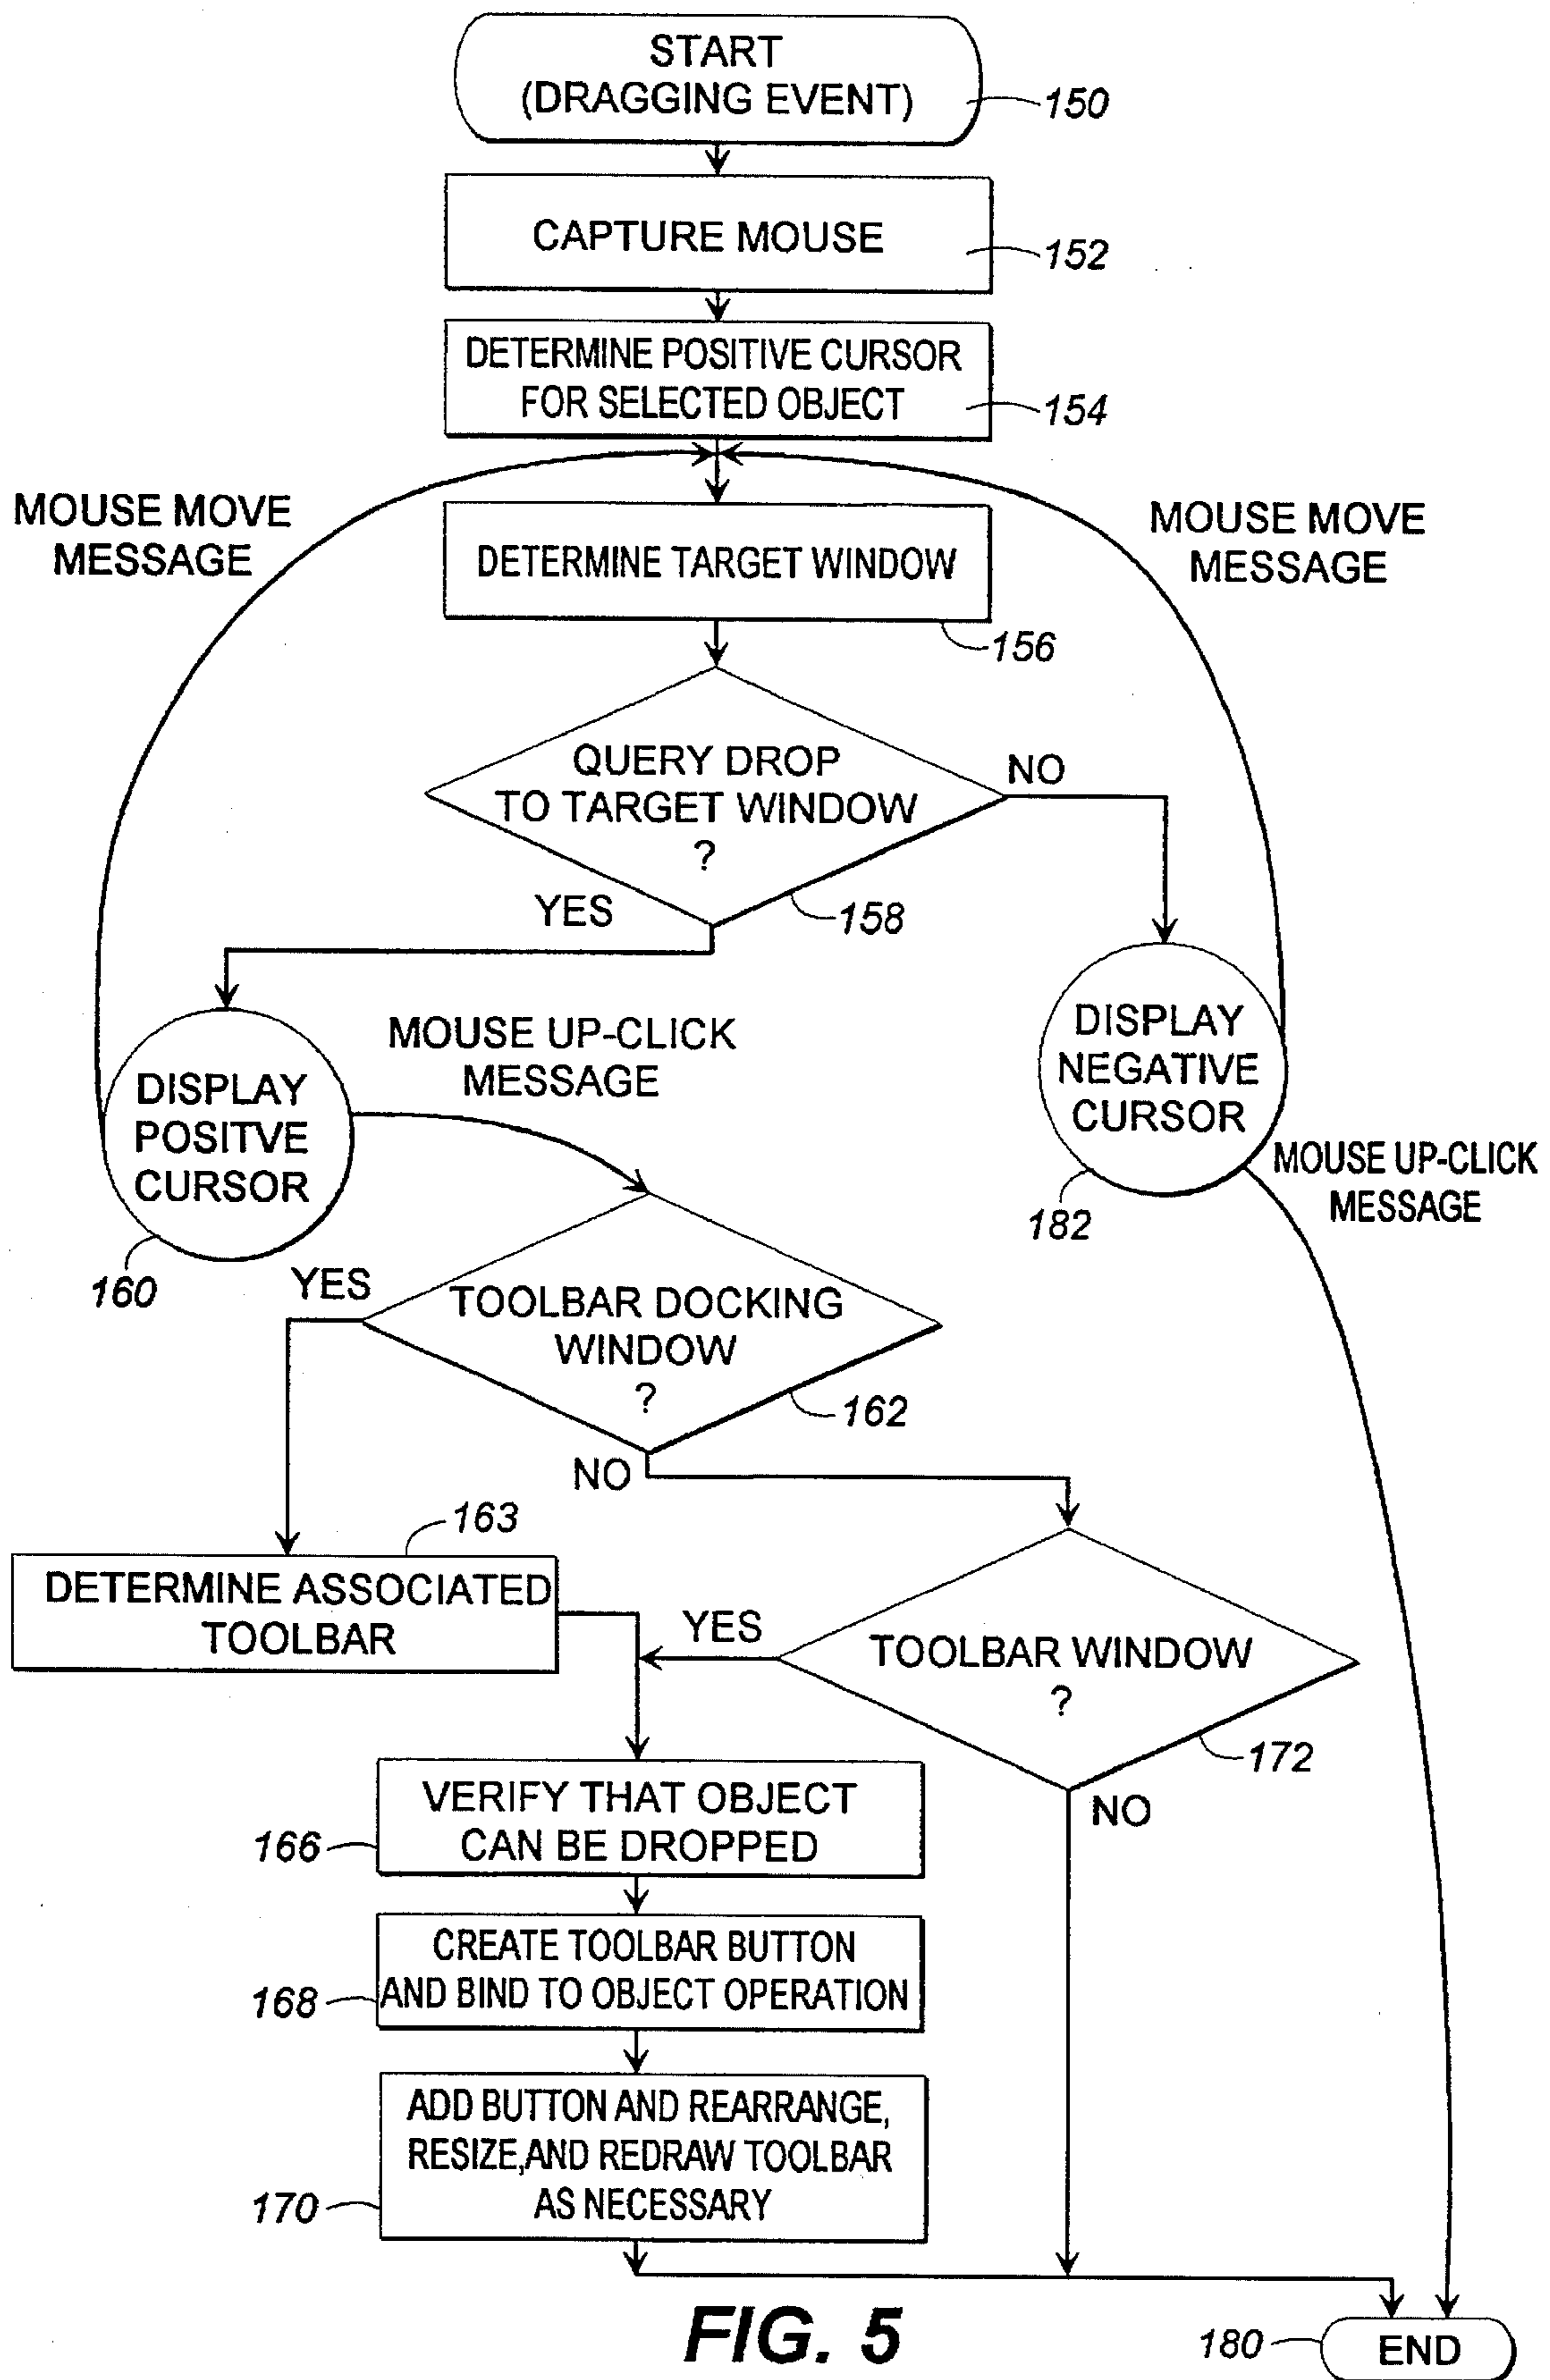 START
(DRAGGING EVENT)
150
CAPTURE MOUSE
152
DETERMINE POSITIVE CURSOR
FOR SELECTED OBJECT
154
MOUSE MOVE
MESSAGE
MOUSE MOVE
MESSAGE
DETERMINE TARGET WINDOW
156
QUERY DROP
TO TARGET WINDOW
?
NO
YES
158
DISPLAY
POSITVE
CURSOR
160
MOUSE UP-CLICK
MESSAGE
DISPLAY
NEGATIVE
CURSOR
182
MOUSE UP-CLICK
MESSAGE
YES
TOOLBAR DOCKING
WINDOW
?
162
NO
163
DETERMINE ASSOCIATED
TOOLBAR
YES
TOOLBAR WINDOW
?
172
NO
VERIFY THAT OBJECT
CAN BE DROPPED
166
CREATE TOOLBAR BUTTON
AND BIND TO OBJECT OPERATION
168
ADD BUTTON AND REARRANGE,
RESIZE,AND REDRAW TOOLBAR
AS NECESSARY
170
FIG. 5
180
END